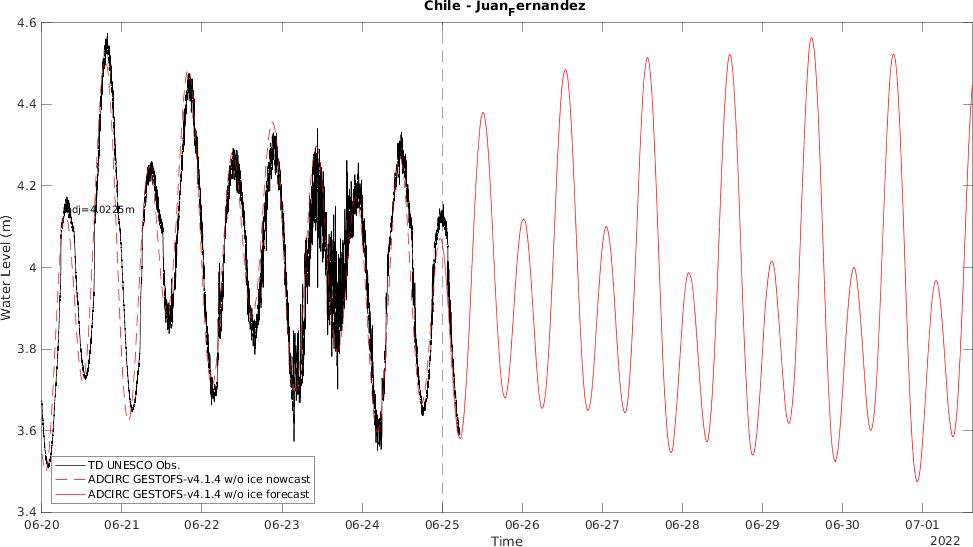 Chile - JuanFernandez
4.6
4.4
4.2
4
3.8
3.6
3.4
Water Level (m)
dj=4.0225m
TD UNESCO Obs.
ADCIRC GESTOFS-v4.1.4 w/o ice nowcast
ADCIRC GESTOFS-v4.1.4 w/o ice forecast
06-20
06-21
06-22
06-23
06-24
06-25
06-26
06-27
06-28
06-29
06-30
07-01
Time
2022